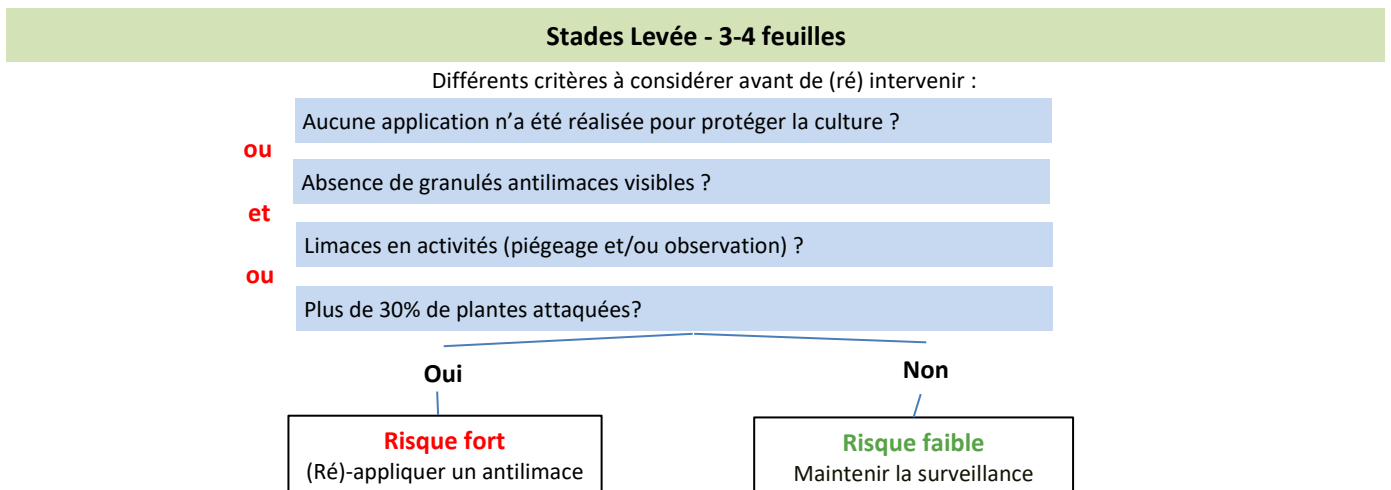 Stades Levée - 3-4 feuilles
Différents critères à considérer avant de (ré) intervenir :
Aucune application n'a été réalisée pour protéger la culture ?
ou
Absence de granulés antilimaces visibles ?
et
Limaces en activités (piégeage et/ou observation) ?
ou
Plus de 30% de plantes attaquées?
Oui
Non
Risque fort
(Ré)-appliquer un antilimace
Risque faible
Maintenir la surveillance